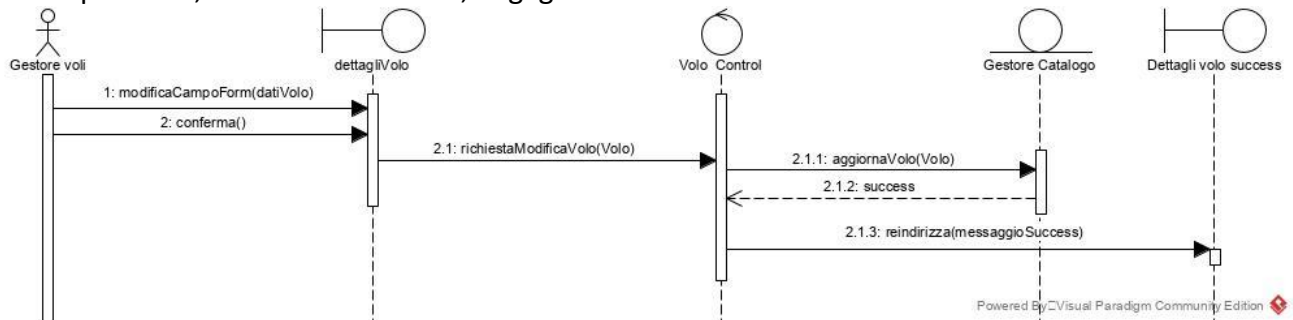 Gestore voli
dettagliVolo
Volo Control
Gestore Catalogo
Dettagli volo success
1: modificaCampoForm(datiVolo)
2: conferma()
2.1: richiestaModificaVolo(Volo)
2.1.1: aggiornaVolo(Volo)
2.1.2: success
2.1.3: reindirizza(messaggioSuccess)
Powered By Visual Paradigm Community Edition